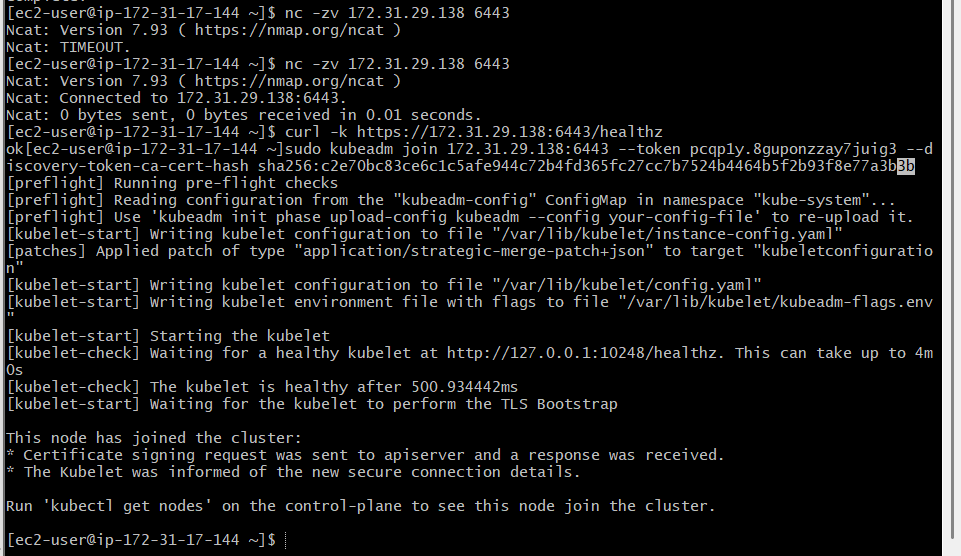 [ec2-user@ip-172-31-17-144 ~]$ nc -zv 172.31.29.138 6443
Ncat: Version 7.93 ( https://nmap.org/ncat )
Ncat: TIMEOUT.
[ec2-user@ip-172-31-17-144 ~]$ nc -zv 172.31.29.138 6443
Ncat: Version 7.93 ( https://nmap.org/ncat )
Ncat: Connected to 172.31.29.138:6443.
Ncat: 0 bytes sent, 0 bytes received in 0.01 seconds.
[ec2-user@ip-172-31-17-144 ~]$ curl -k https://172.31.29.138:6443/healthz
ok[ec2-user@ip-172-31-17-144 ~]sudo kubeadm join 172.31.29.138:6443 --token pcqp1y.8guponzzay7juig3 --d
iscovery-token-ca-cert-hash sha256:c2e70bc83ce6c1c5afe944c72b4fd365fc27cc7b7524b4464b5f2b93f8e77a3b3b
[preflight] Running pre-flight checks
[preflight] Reading configuration from the "kubeadm-config" ConfigMap in namespace "kube-system"...
[preflight] Use 'kubeadm init phase upload-config kubeadm --config your-config-file' to re-upload it.
[kubelet-start] Writing kubelet configuration to file "/var/lib/kubelet/instance-config.yaml"
[patches] Applied patch of type "application/strategic-merge-patch+json" to target "kubeletconfiguratio
n"
[kubelet-start] Writing kubelet configuration to file "/var/lib/kubelet/config.yaml"
[kubelet-start] Writing kubelet environment file with flags to file "/var/lib/kubelet/kubeadm-flags.env
"
[kubelet-start] Starting the kubelet
[kubelet-check] Waiting for a healthy kubelet at http://127.0.0.1:10248/healthz. This can take up to 4m
0s
[kubelet-check] The kubelet is healthy after 500.934442ms
[kubelet-start] Waiting for the kubelet to perform the TLS Bootstrap
This node has joined the cluster:
* Certificate signing request was sent to apiserver and a response was received.
* The Kubelet was informed of the new secure connection details.
Run 'kubectl get nodes' on the control-plane to see this node join the cluster.
[ec2-user@ip-172-31-17-144 ~]$